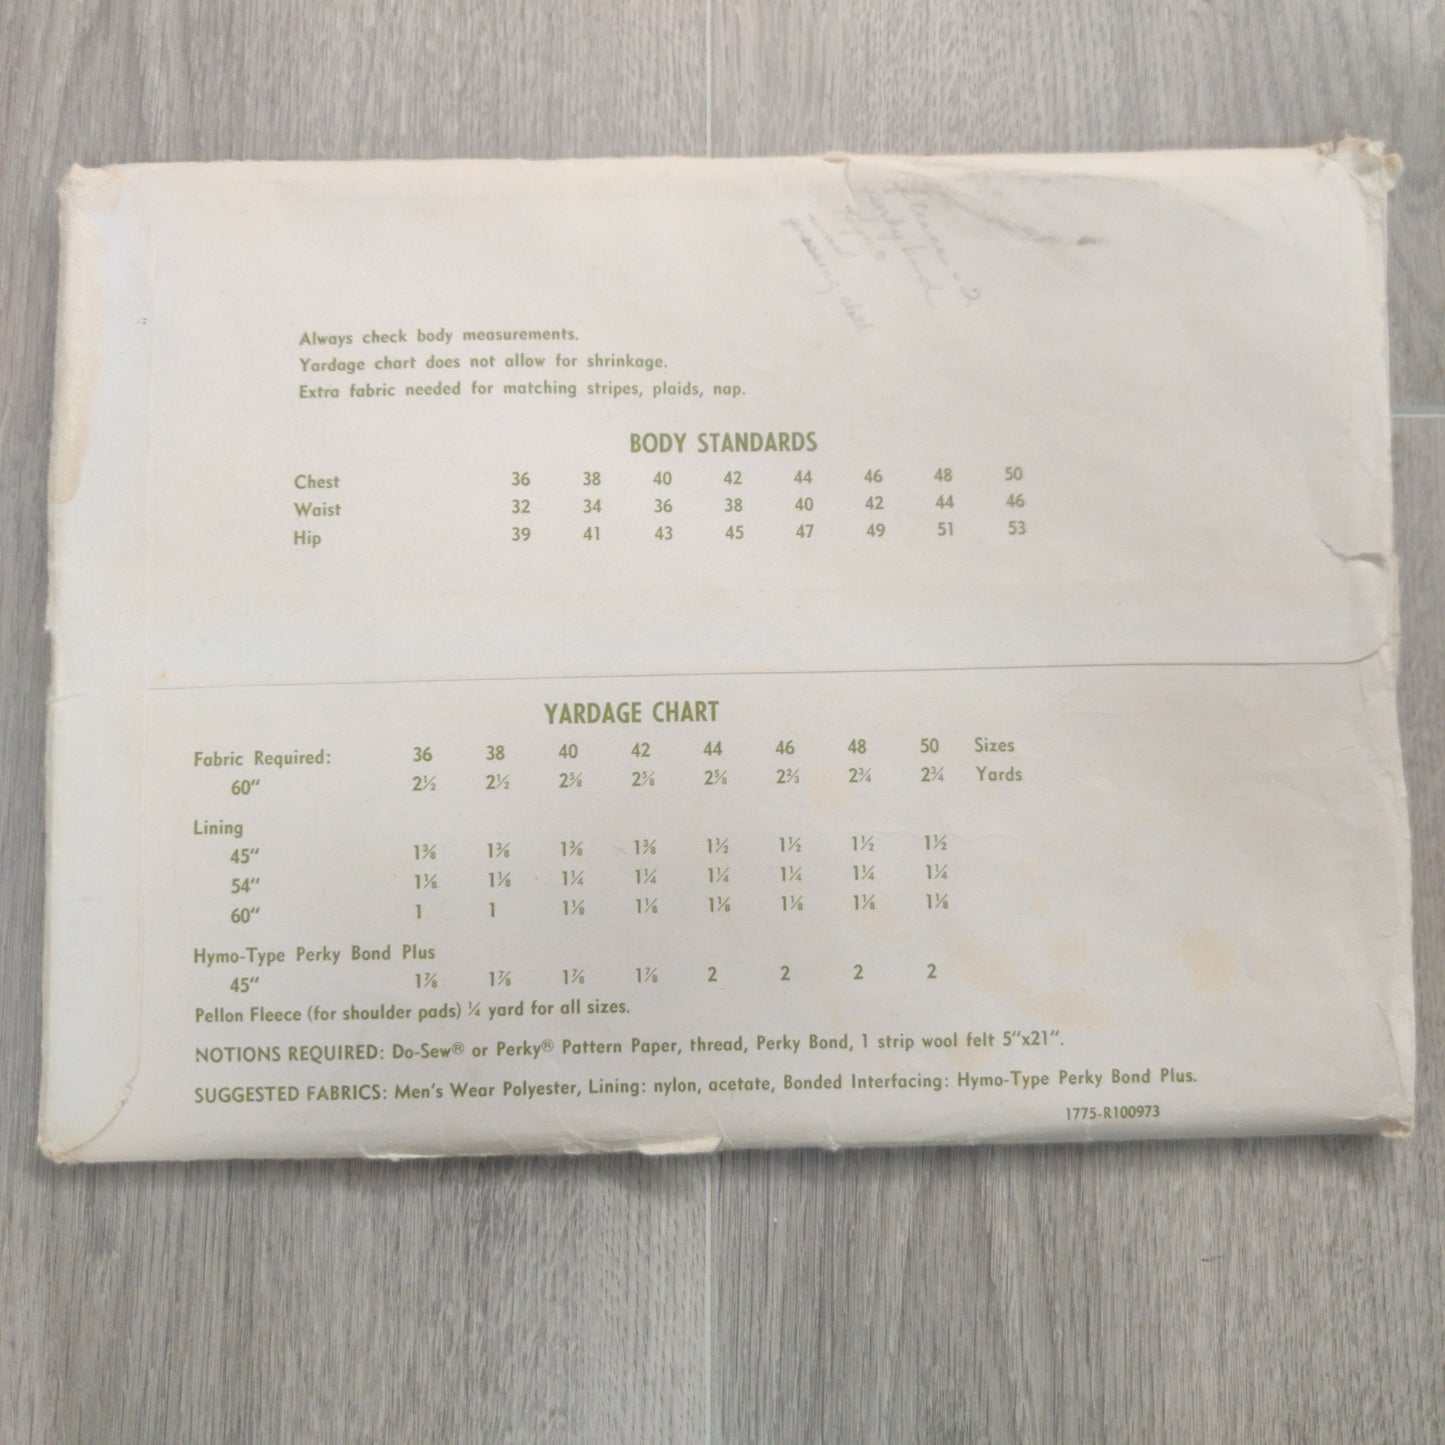 Always check body measurements.
Yardage chart does not allow for shrinkage.
Extra fabric needed for matching stripes, plaids, nap.
BODY STANDARDS
Chest 36 38 40 42 44 46 48 50
Waist 32 34 36 38 40 42 44 46
Hip 39 41 43 45 47 49 51 53
YARDAGE CHART
Fabric Required: 36 38 40 42 44 46 48 50 Sizes
60" 2½ 2½ 2⅝ 2⅝ 2⅝ 2⅔ 2¾ 2¾ Yards
Lining
45" 1⅜ 1⅜ 1⅜ 1⅜ 1½ 1½ 1½ 1½
54" 1⅛ 1⅛ 1¼ 1¼ 1¼ 1¼ 1¼ 1¼
60" 1 1 1⅛ 1⅛ 1⅛ 1⅛ 1⅛ 1⅛
Hymo-Type Perky Bond Plus
45" 1⅞ 1⅞ 1⅞ 1⅞ 2 2 2 2
Pellon Fleece (for shoulder pads) ¼ yard for all sizes.
NOTIONS REQUIRED: Do-Sew® or Perky® Pattern Paper, thread, Perky Bond, 1 strip wool felt 5"x21".
SUGGESTED FABRICS: Men's Wear Polyester, Lining: nylon, acetate, Bonded Interfacing: Hymo-Type Perky Bond Plus.
1775-R100973